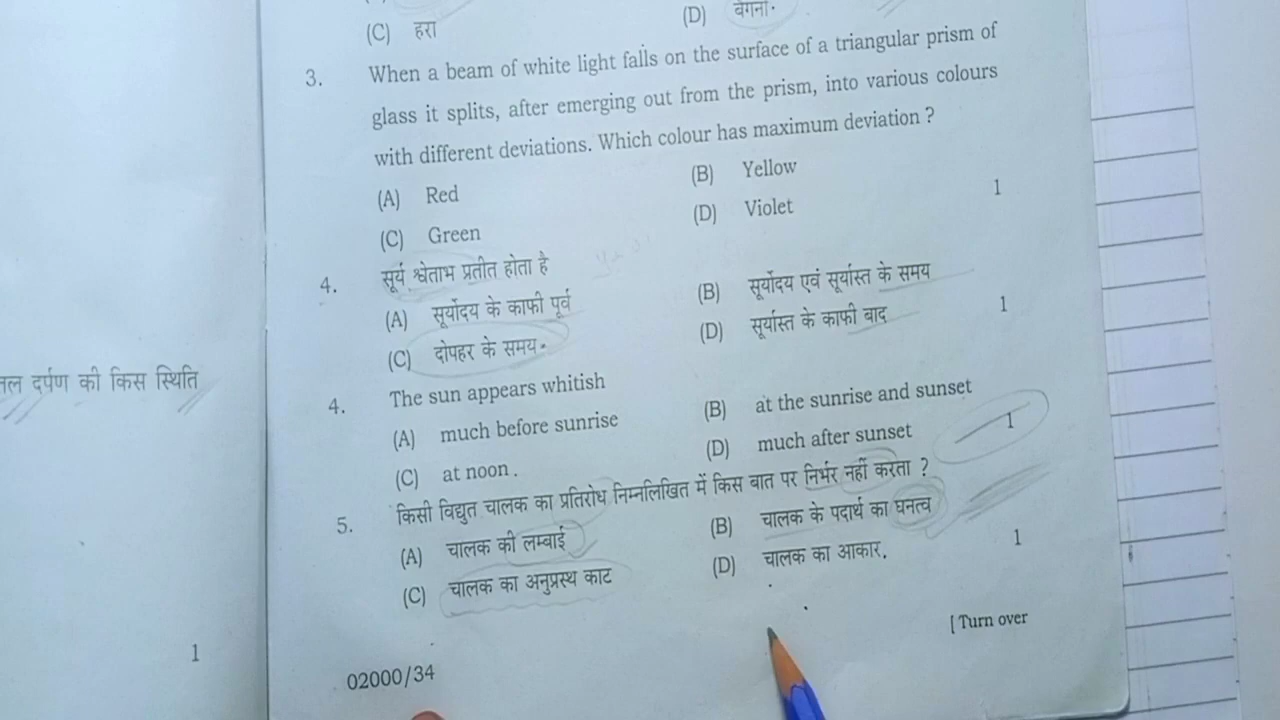 (C) हरा
(D) बैंगनी
3. When a beam of white light falls on the surface of a triangular prism of
glass it splits, after emerging out from the prism, into various colours
with different deviations. Which colour has maximum deviation ?
(A) Red
(B) Yellow
(C) Green
(D) Violet
1
4. सूर्य श्वेताभ प्रतीत होता है
(A) सूर्योदय के काफी पूर्व
(B) सूर्योदय एवं सूर्यास्त के समय
(C) दोपहर के समय
(D) सूर्यास्त के काफी बाद
1
4. The sun appears whitish
(A) much before sunrise
(B) at the sunrise and sunset
(C) at noon .
(D) much after sunset
1
5. किसी विद्युत चालक का प्रतिरोध निम्नलिखित में किस बात पर निर्भर नहीं करता ?
(A) चालक की लम्बाई
(B) चालक के पदार्थ का घनत्व
(C) चालक का अनुप्रस्थ काट
(D) चालक का आकार.
1
[ Turn over
02000/34
दर्पण की किस स्थिति
1